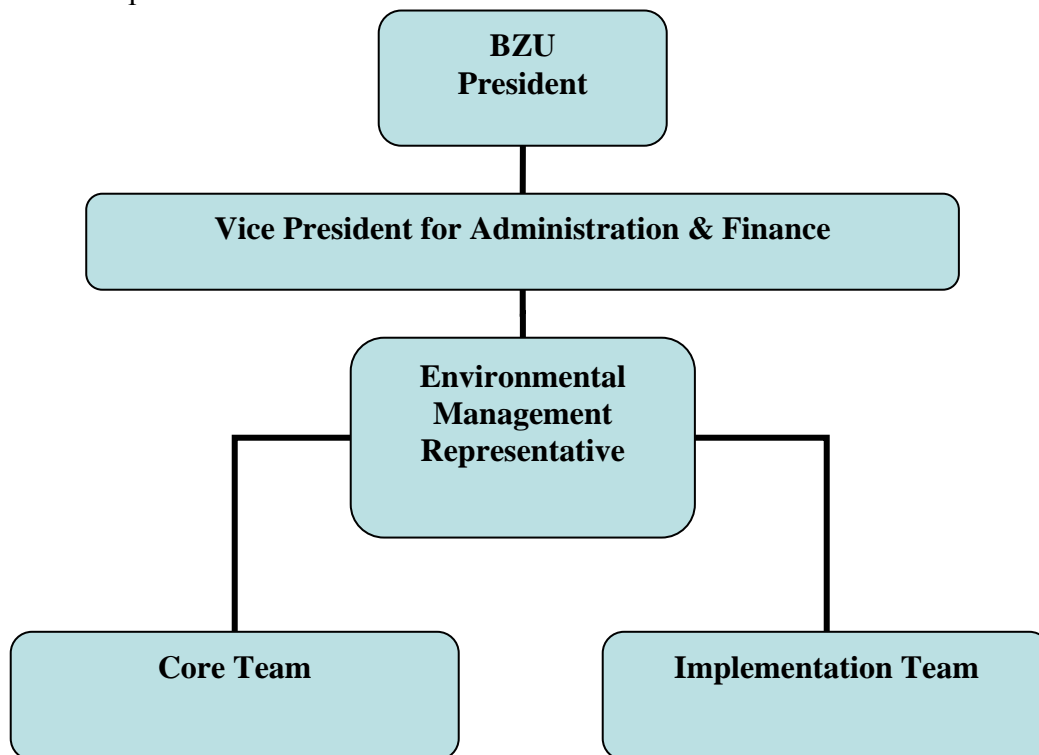 BZU
President
Vice President for Administration & Finance
Environmental
Management
Representative
Core Team
Implementation Team